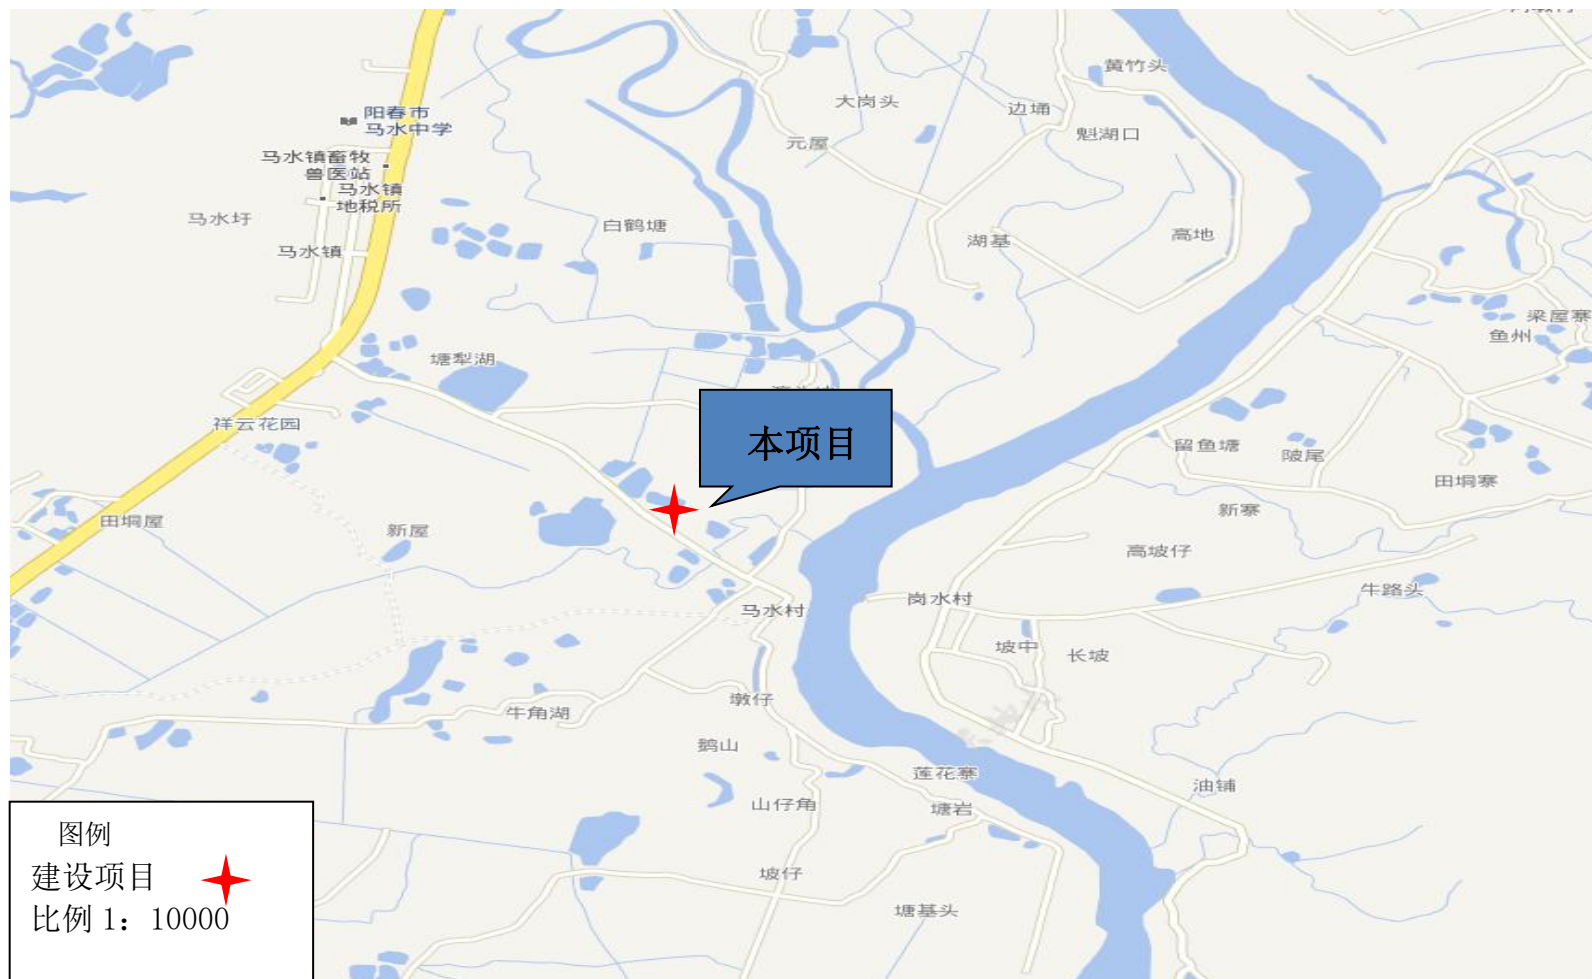 黄竹头
大岗头
边埇
魁湖口
阳春市
马水中学
元屋
马水镇畜牧
兽医站
马水镇
地税所
马水圩
白鹤塘
湖基
高地
马水镇
梁屋寨
鱼州
塘犁湖
祥云花园
本项目
留鱼塘
陂尾
田垌寨
田垌屋
新屋
新寨
高坡仔
牛路头
岗水村
马水村
坡中
长坡
墩仔
牛角湖
鹅山
莲花寨
油铺
山仔角
塘岩
坡仔
塘基头
图例
建设项目
比例 1：10000